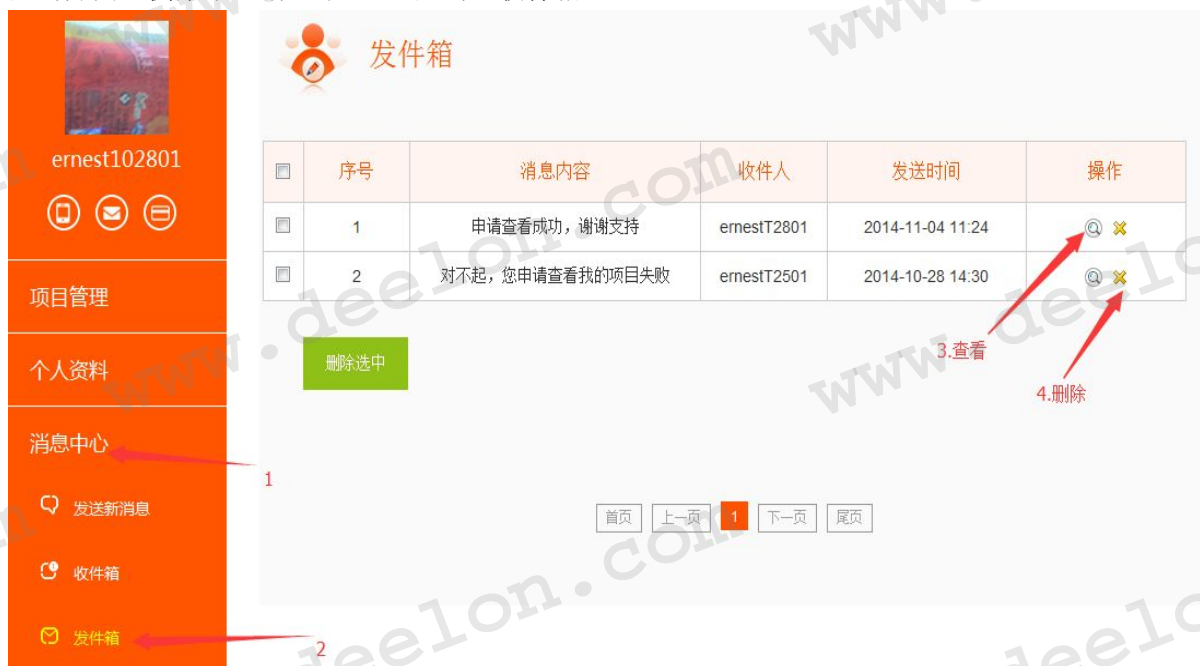 发件箱
ernest102801
序号 消息内容 收件人 发送时间 操作
1 申请查看成功，谢谢支持 ernestT2801 2014-11-04 11:24
2 对不起，您申请查看我的项目失败 ernestT2501 2014-10-28 14:30
项目管理
3.查看
删除选中
个人资料
4.删除
消息中心
1
发送新消息
首页 上一页 1 下一页 尾页
收件箱
发件箱
2
www.deelon.com